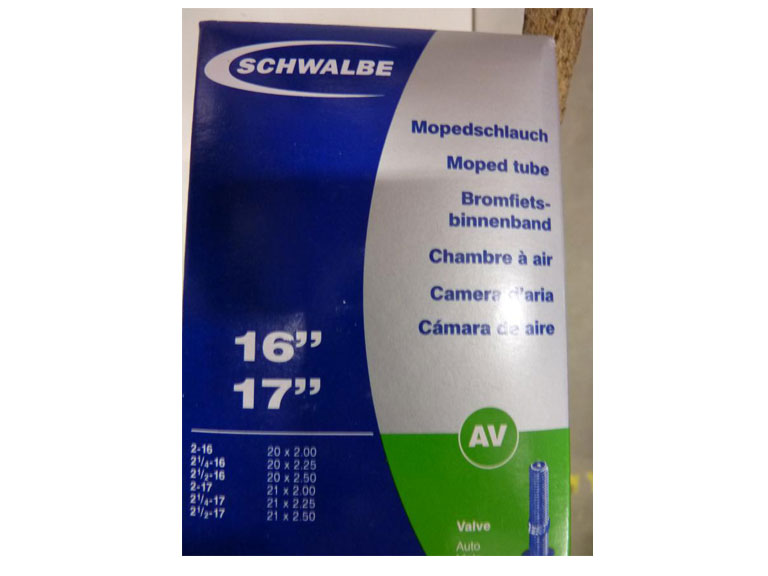 SCHWALBE
Mopedschlauch
Moped tube
Bromfiets-
binnenband
Chambre à air
Camera d'aria
Cámara de aire
16”
17”
2-16 20 x 2.00
2¹/₄-16 20 x 2.25
2¹/₂-16 20 x 2.50
2-17 21 x 2.00
2¹/₄-17 21 x 2.25
2¹/₂-17 21 x 2.50
AV
Valve
Auto